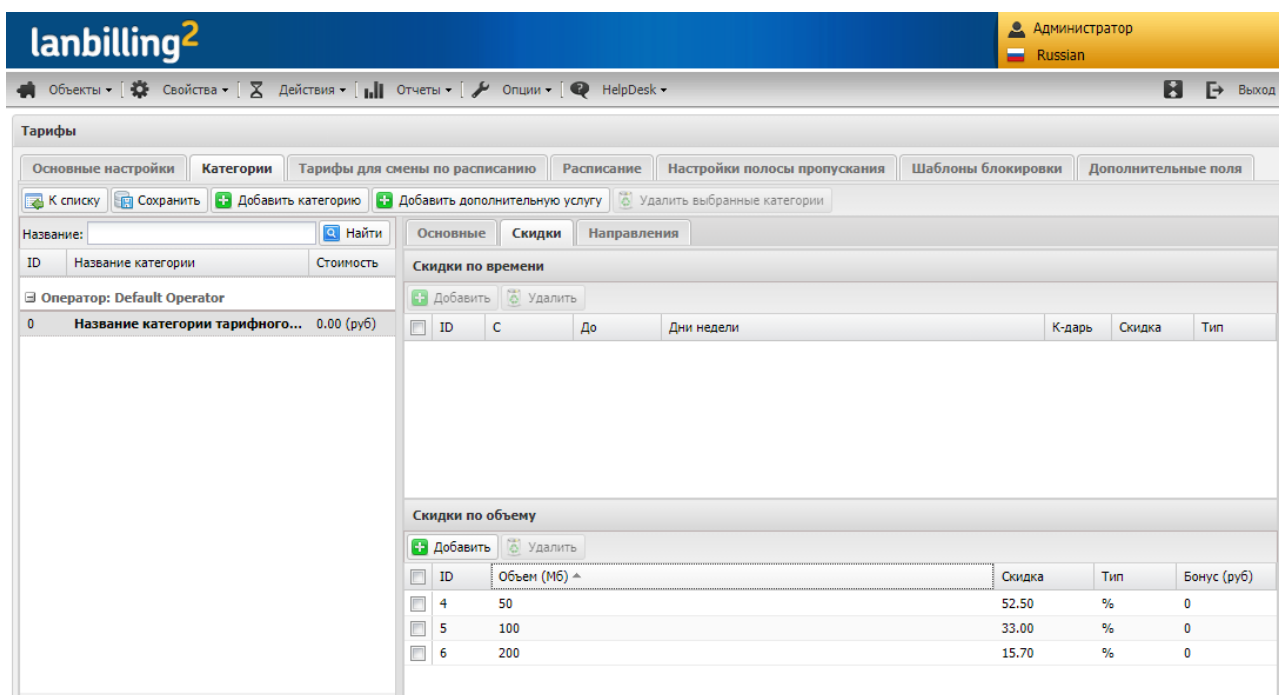 lanbilling2
Администратор
Russian
Объекты Свойства Действия Отчеты Опции HelpDesk Выход
Тарифы
Основные настройки Категории Тарифы для смены по расписанию Расписание Настройки полосы пропускания Шаблоны блокировки Дополнительные поля
К списку Сохранить Добавить категорию Добавить дополнительную услугу Удалить выбранные категории
Название: Найти
ID Название категории Стоимость
Оператор: Default Operator
0 Название категории тарифного... 0.00 (руб)
Основные Скидки Направления
Скидки по времени
Добавить Удалить
ID С До Дни недели К-дарь Скидка Тип
Скидки по объему
Добавить Удалить
ID Объем (Мб) Скидка Тип Бонус (руб)
4 50 52.50 % 0
5 100 33.00 % 0
6 200 15.70 % 0